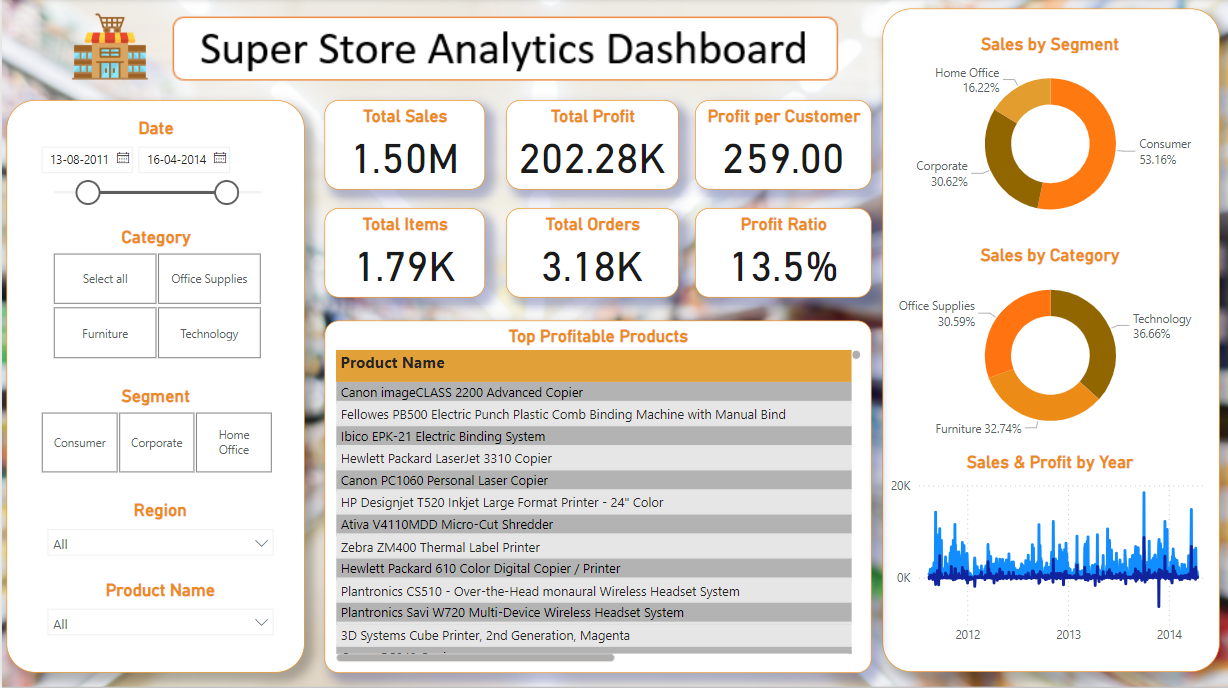 Super Store Analytics Dashboard
Date
13-08-2011
16-04-2014
Category
Select all
Office Supplies
Furniture
Technology
Segment
Consumer
Corporate
Home
Office
Region
All
Product Name
All
Total Sales
1.50M
Total Profit
202.28K
Profit per Customer
259.00
Total Items
1.79K
Total Orders
3.18K
Profit Ratio
13.5%
Top Profitable Products
Product Name
Canon imageCLASS 2200 Advanced Copier
Fellowes PB500 Electric Punch Plastic Comb Binding Machine with Manual Bind
Ibico EPK-21 Electric Binding System
Hewlett Packard LaserJet 3310 Copier
Canon PC1060 Personal Laser Copier
HP Designjet T520 Inkjet Large Format Printer - 24" Color
Ativa V4110MDD Micro-Cut Shredder
Zebra ZM400 Thermal Label Printer
Hewlett Packard 610 Color Digital Copier / Printer
Plantronics CS510 - Over-the-Head monaural Wireless Headset System
Plantronics Savi W720 Multi-Device Wireless Headset System
3D Systems Cube Printer, 2nd Generation, Magenta
Sales by Segment
Home Office
16.22%
Consumer
53.16%
Corporate
30.62%
Sales by Category
Office Supplies
30.59%
Technology
36.66%
Furniture 32.74%
Sales & Profit by Year
20K
0K
2012
2013
2014